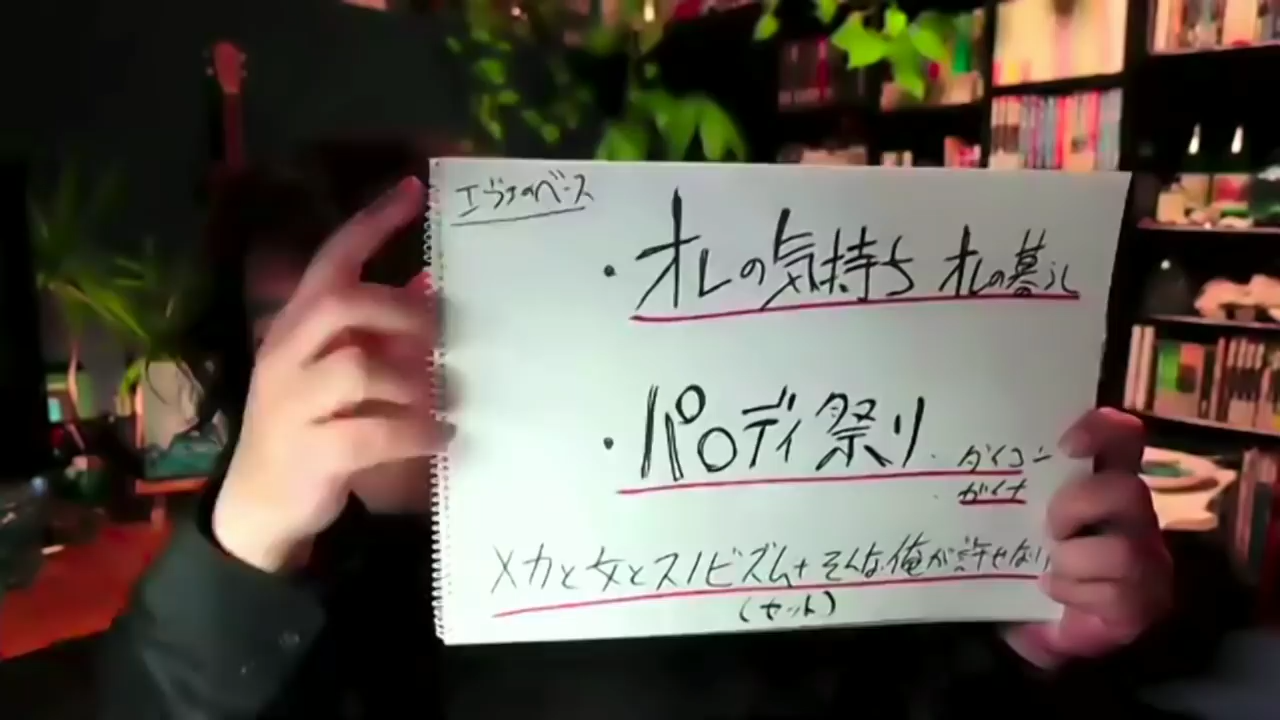 エヴァのベース
・オレの気持ち オレの暮らし
・パロディ祭り ・ダイコン
・ガイナ
メカと女とスノビズム+そんな俺が許せない
(セット)